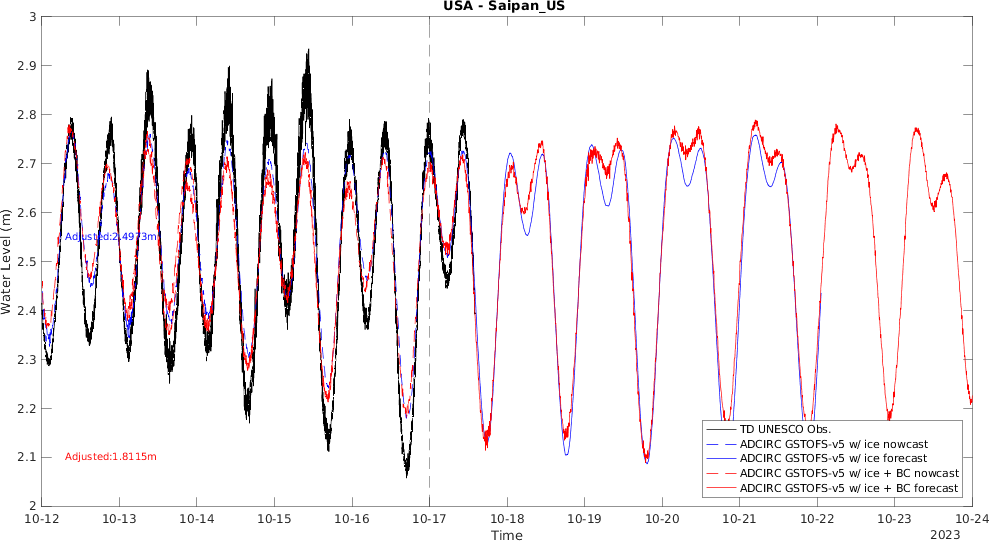 USA - Saipan_US
3
2.9
2.8
2.7
2.6
2.5
2.4
2.3
2.2
2.1
2
Water Level (m)
Adjusted:2.4973m
Adjusted:1.8115m
TD UNESCO Obs.
ADCIRC GSTOFS-v5 w/ ice nowcast
ADCIRC GSTOFS-v5 w/ ice forecast
ADCIRC GSTOFS-v5 w/ ice + BC nowcast
ADCIRC GSTOFS-v5 w/ ice + BC forecast
10-12 10-13 10-14 10-15 10-16 10-17 10-18 10-19 10-20 10-21 10-22 10-23 10-24
Time
2023